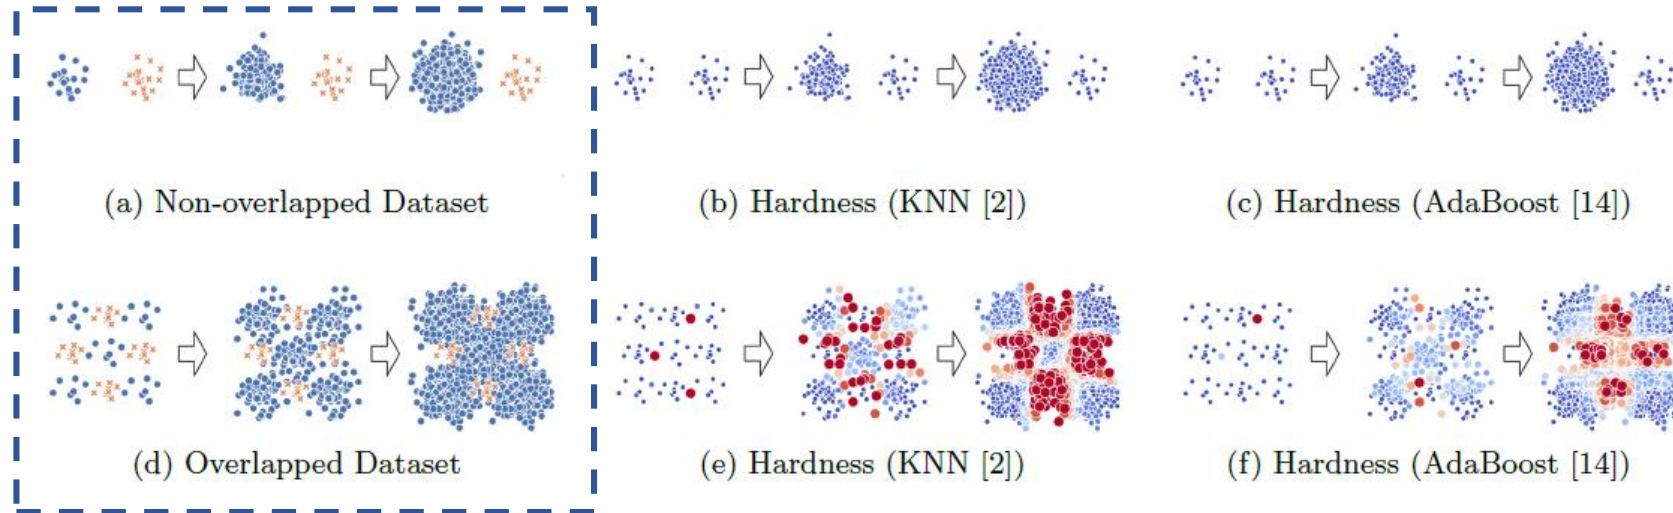 (a) Non-overlapped Dataset
(b) Hardness (KNN [2])
(c) Hardness (AdaBoost [14])
(d) Overlapped Dataset
(e) Hardness (KNN [2])
(f) Hardness (AdaBoost [14])